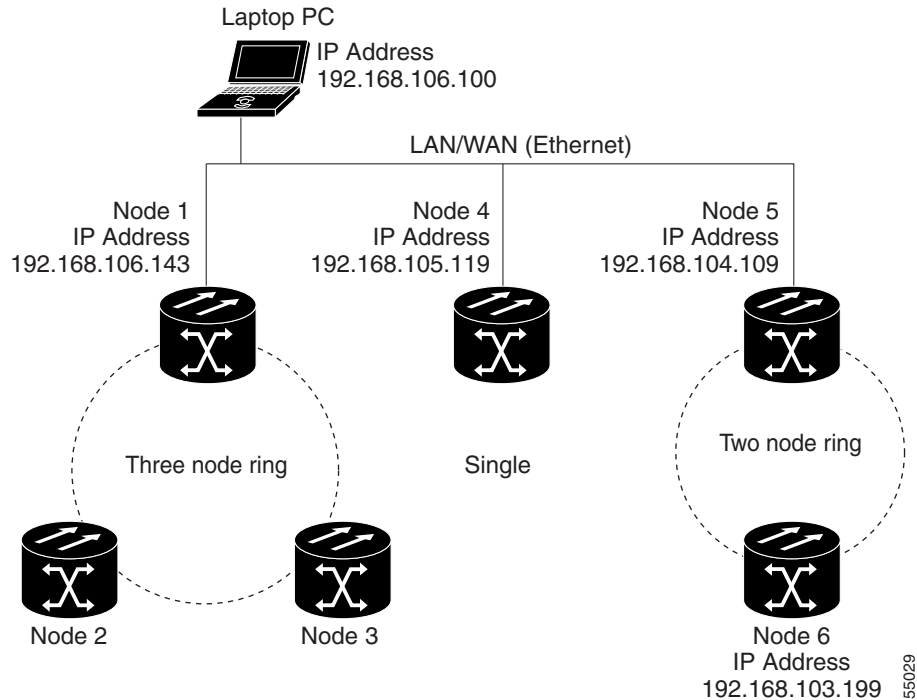 Laptop PC
IP Address
192.168.106.100
LAN/WAN (Ethernet)
Node 1
IP Address
192.168.106.143
Node 4
IP Address
192.168.105.119
Node 5
IP Address
192.168.104.109
Three node ring
Single
Two node ring
Node 2
Node 3
Node 6
IP Address
192.168.103.199
55029